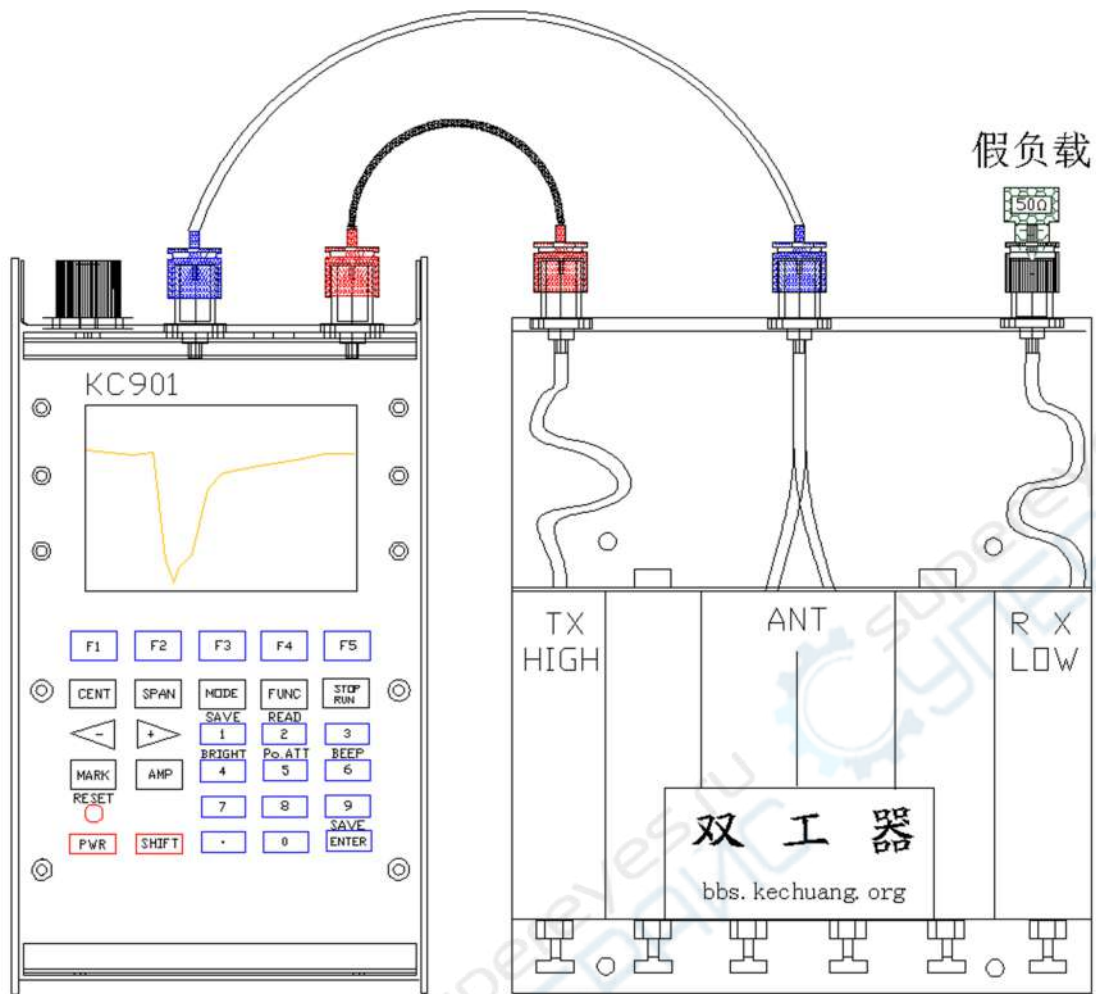 假负载
50Ω
KC901
F1 F2 F3 F4 F5
CENT SPAN MODE FUNC STOP RUN
SAVE READ
- + 1 2 3
BRIGHT Po.ATT BEEP
MARK AMP 4 5 6
RESET
7 8 9
SAVE
PWR SHIFT . 0 ENTER
TX
HIGH
ANT
R X
LOW
双工器
bbs.kechuang.org
supereyes.ru